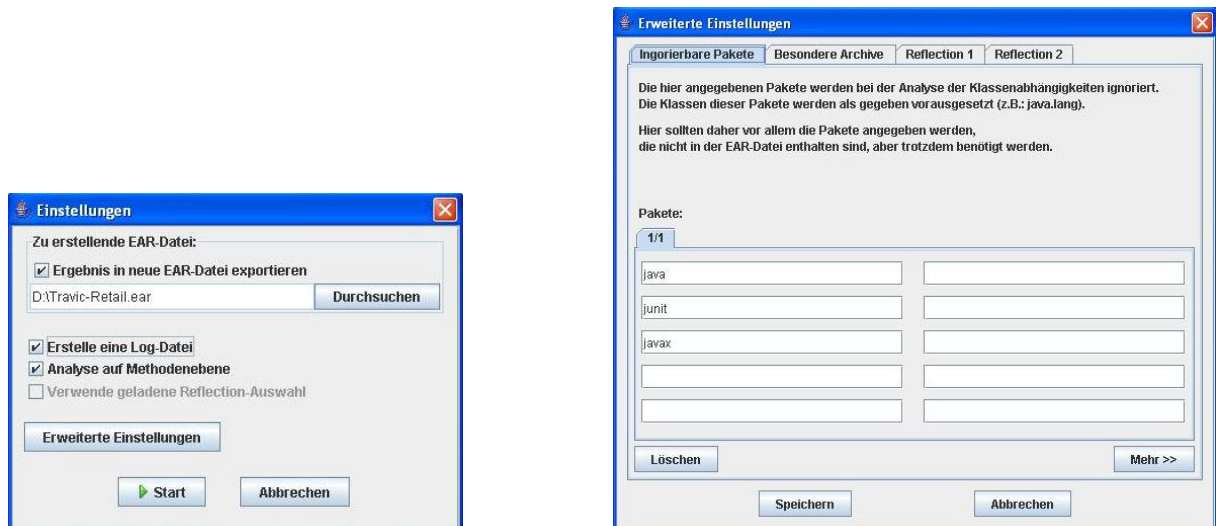 Einstellungen
Zu erstellende EAR-Datei:
Ergebnis in neue EAR-Datei exportieren
D:\Travic-Retail.ear
Durchsuchen
Erstelle eine Log-Datei
Analyse auf Methodenebene
Verwende geladene Reflection-Auswahl
Erweiterte Einstellungen
Start Abbrechen
Erweiterte Einstellungen
Ingorierbare Pakete Besondere Archive Reflection 1 Reflection 2
Die hier angegebenen Pakete werden bei der Analyse der Klassenabhängigkeiten ignoriert.
Die Klassen dieser Pakete werden als gegeben vorausgesetzt (z.B.: java.lang).
Hier sollten daher vor allem die Pakete angegeben werden,
die nicht in der EAR-Datei enthalten sind, aber trotzdem benötigt werden.
Pakete:
1/1
java
junit
javax
Löschen Mehr >>
Speichern Abbrechen